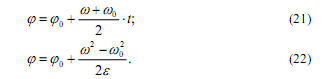 φ = φ₀ + (ω + ω₀)/2 · t; (21)
φ = φ₀ + (ω² − ω₀²)/2ε. (22)